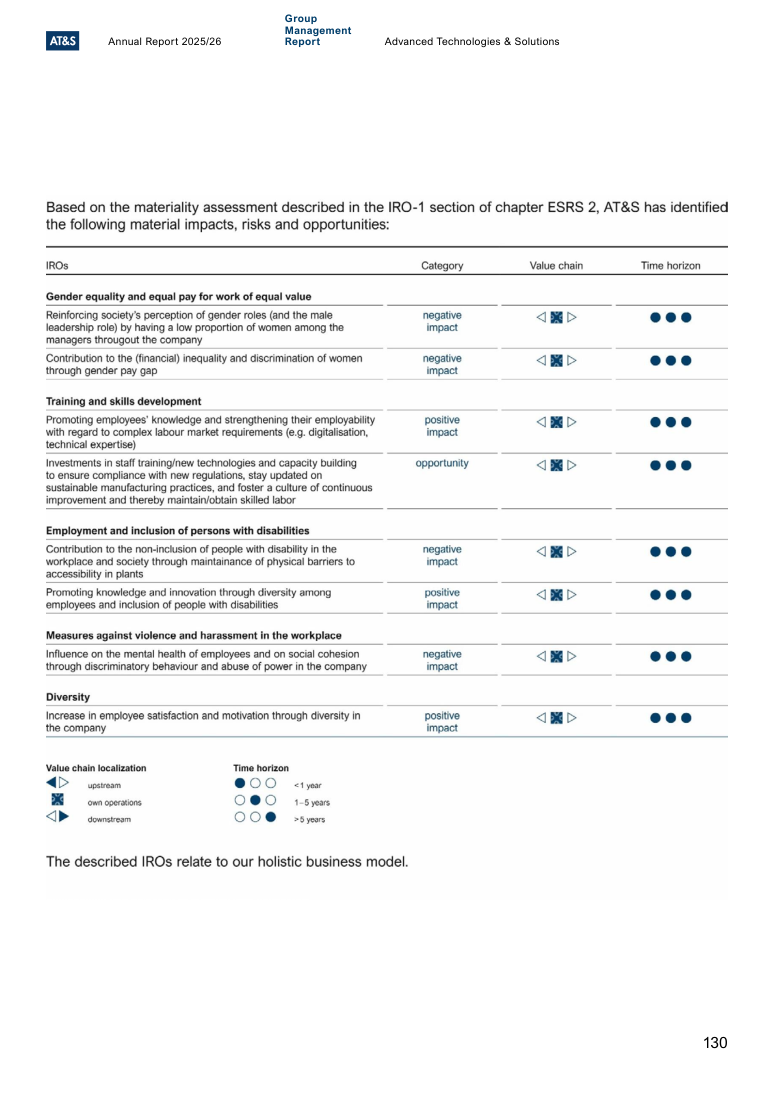 AT&S
Annual Report 2025/26
Group
Management
Report
Advanced Technologies & Solutions
Based on the materiality assessment described in the IRO-1 section of chapter ESRS 2, AT&S has identified
the following material impacts, risks and opportunities:
IROs Category Value chain Time horizon
Gender equality and equal pay for work of equal value
Reinforcing society's perception of gender roles (and the male negative
leadership role) by having a low proportion of women among the impact
managers througout the company
Contribution to the (financial) inequality and discrimination of women negative
through gender pay gap impact
Training and skills development
Promoting employees' knowledge and strengthening their employability positive
with regard to complex labour market requirements (e.g. digitalisation, impact
technical expertise)
Investments in staff training/new technologies and capacity building opportunity
to ensure compliance with new regulations, stay updated on
sustainable manufacturing practices, and foster a culture of continuous
improvement and thereby maintain/obtain skilled labor
Employment and inclusion of persons with disabilities
Contribution to the non-inclusion of people with disability in the negative
workplace and society through maintainance of physical barriers to impact
accessibility in plants
Promoting knowledge and innovation through diversity among positive
employees and inclusion of people with disabilities impact
Measures against violence and harassment in the workplace
Influence on the mental health of employees and on social cohesion negative
through discriminatory behaviour and abuse of power in the company impact
Diversity
Increase in employee satisfaction and motivation through diversity in positive
the company impact
Value chain localization Time horizon
upstream <1 year
own operations 1–5 years
downstream >5 years
The described IROs relate to our holistic business model.
130